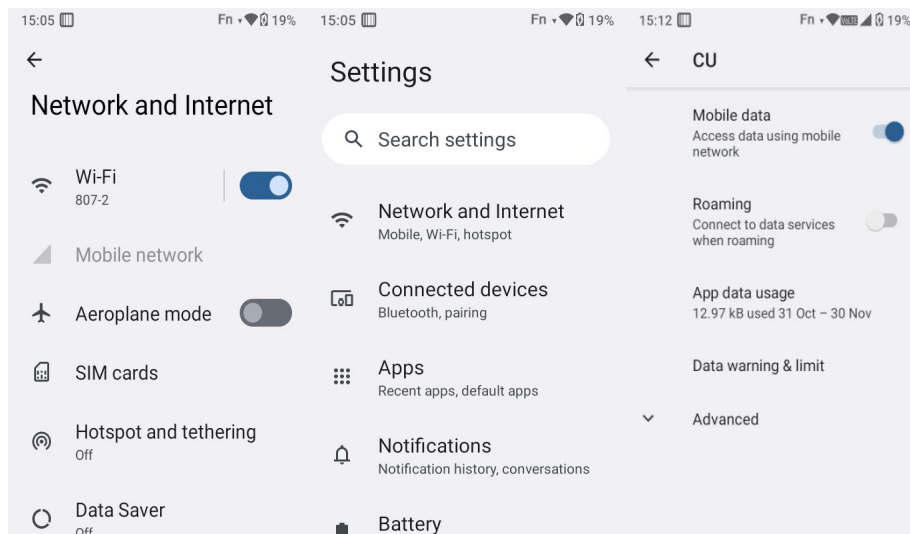 15:05 Fn 19%
Network and Internet
Wi-Fi
807-2
Mobile network
Aeroplane mode
SIM cards
Hotspot and tethering
Off
Data Saver
Off
15:05 Fn 19%
Settings
Search settings
Network and Internet
Mobile, Wi-Fi, hotspot
Connected devices
Bluetooth, pairing
Apps
Recent apps, default apps
Notifications
Notification history, conversations
Battery
15:12 Fn VoLTE 19%
CU
Mobile data
Access data using mobile
network
Roaming
Connect to data services
when roaming
App data usage
12.97 kB used 31 Oct – 30 Nov
Data warning & limit
Advanced